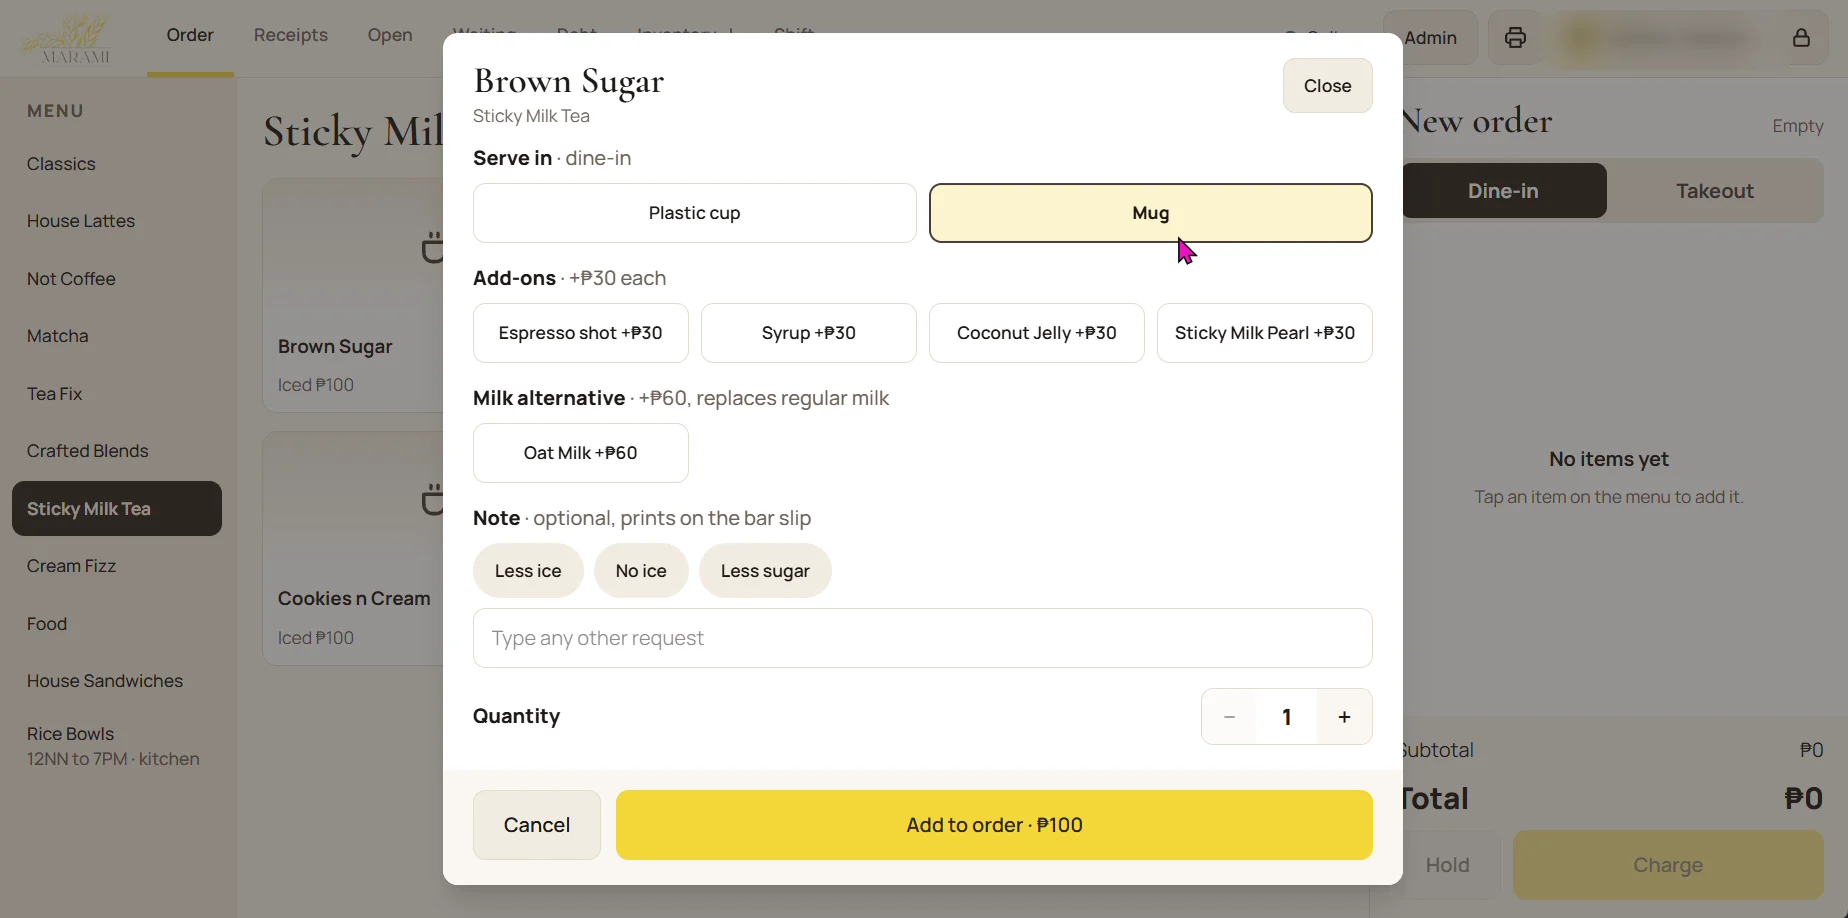 MARAMI
Order
Receipts
Open
Waiting
Debt
Shift
Admin
MENU
Classics
House Lattes
Not Coffee
Matcha
Tea Fix
Crafted Blends
Sticky Milk Tea
Cream Fizz
Food
House Sandwiches
Rice Bowls
12NN to 7PM · kitchen
Sticky Mil
Brown Sugar
Iced ₱100
Cookies n Cream
Iced ₱100
Brown Sugar
Close
Sticky Milk Tea
Serve in · dine-in
Plastic cup
Mug
Add-ons · +₱30 each
Espresso shot +₱30
Syrup +₱30
Coconut Jelly +₱30
Sticky Milk Pearl +₱30
Milk alternative · +₱60, replaces regular milk
Oat Milk +₱60
Note · optional, prints on the bar slip
Less ice
No ice
Less sugar
Type any other request
Quantity
− 1 +
Cancel
Add to order · ₱100
New order
Empty
Dine-in
Takeout
No items yet
Tap an item on the menu to add it.
Subtotal
₱0
Total
₱0
Hold
Charge